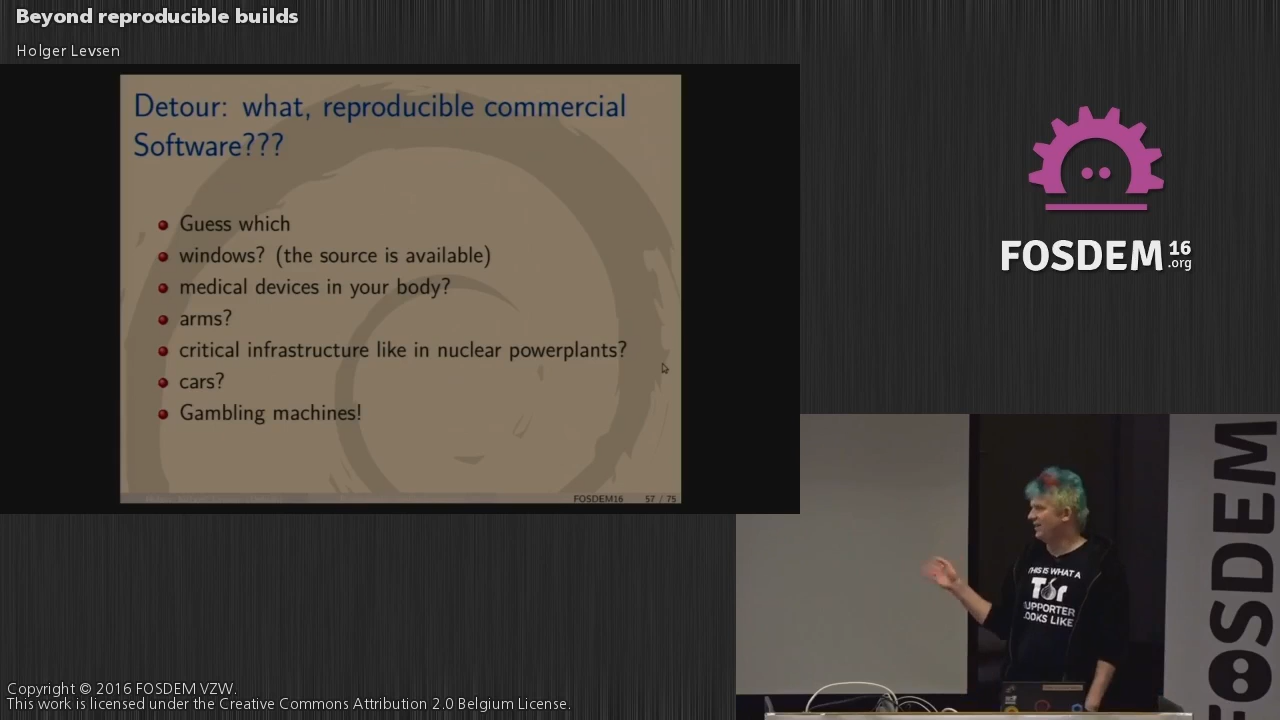 Beyond reproducible builds
Holger Levsen
Detour: what, reproducible commercial
Software???
Guess which
windows? (the source is available)
medical devices in your body?
arms?
critical infrastructure like in nuclear powerplants?
cars?
Gambling machines!
FOSDEM16 57 / 75
FOSDEM 16
.org
THIS IS WHAT A
Tor
SUPPORTER
LOOKS LIKE
FOSDEM
Copyright © 2016 FOSDEM VZW.
This work is licensed under the Creative Commons Attribution 2.0 Belgium License.